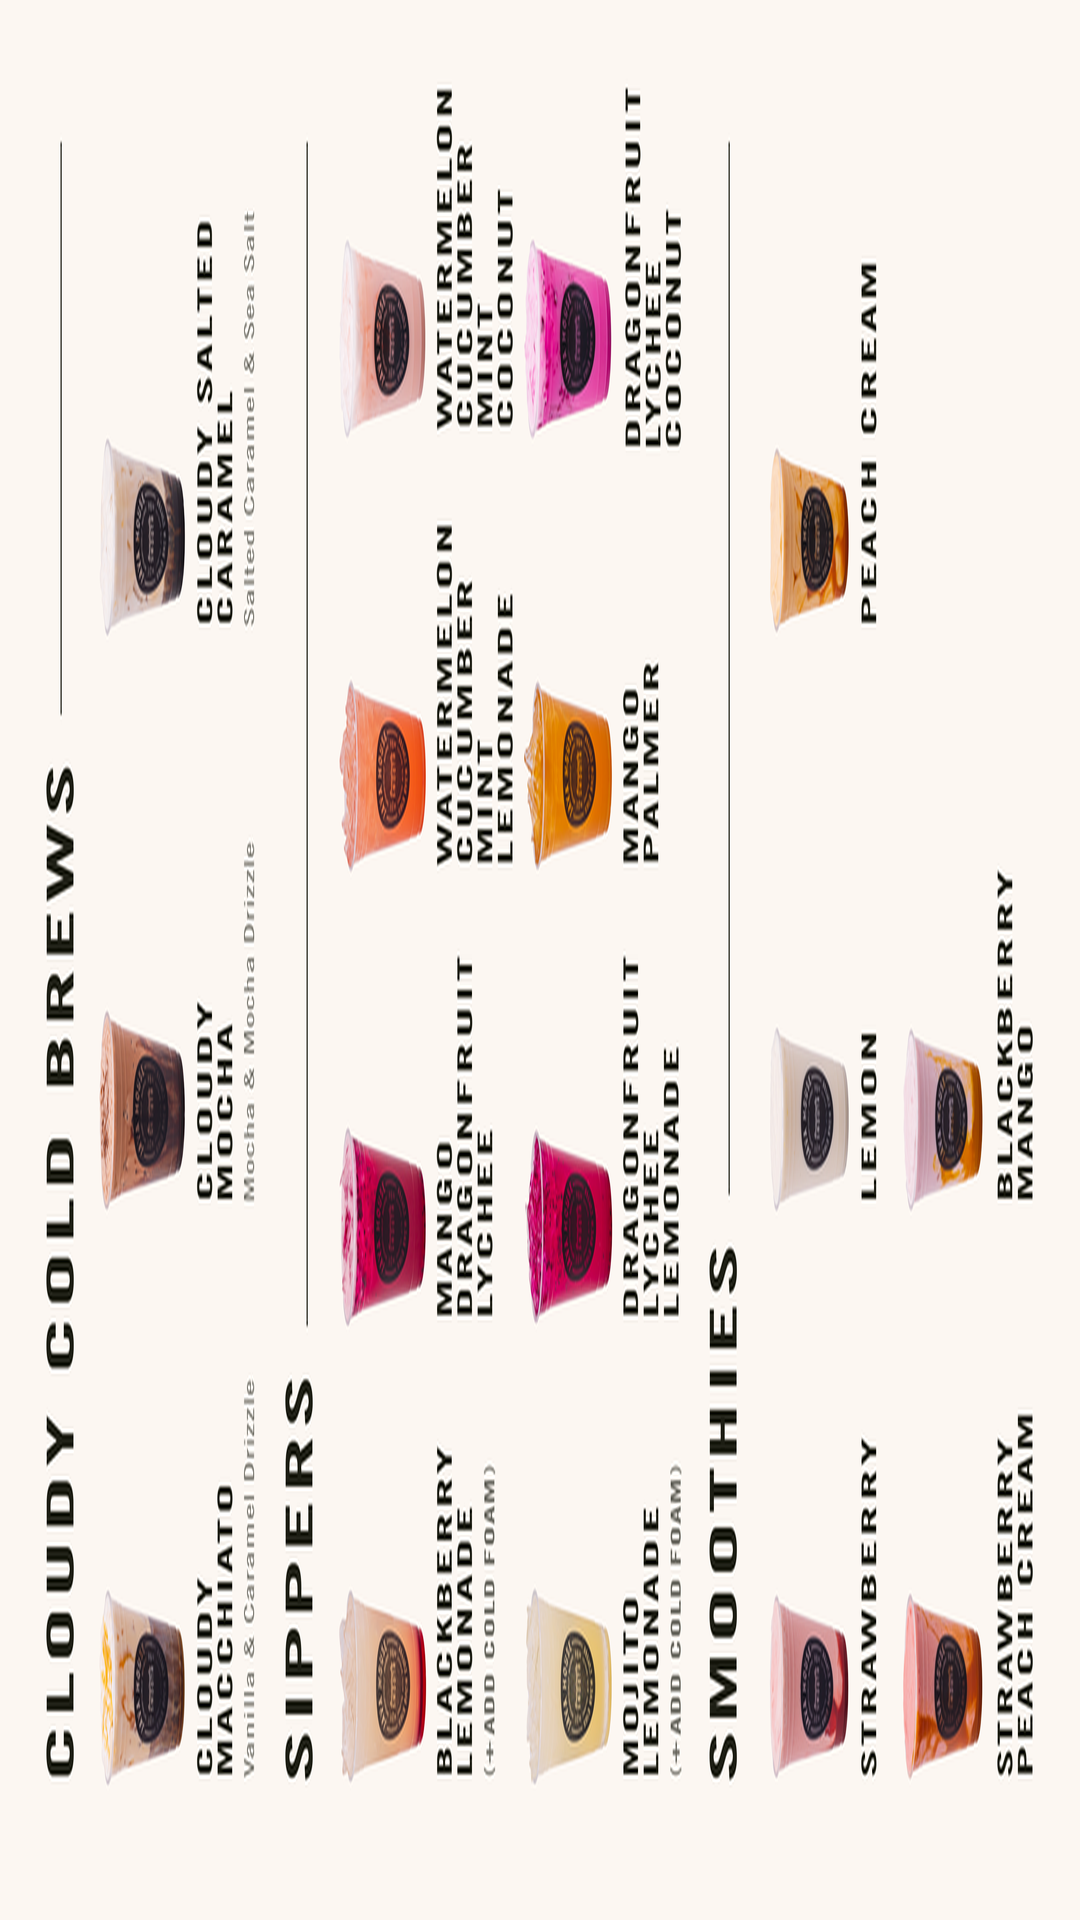 CLOUDY COLD BREWS
CLOUDY
MACCHIATO
Vanilla & Caramel Drizzle
CLOUDY
MOCHA
Mocha & Mocha Drizzle
CLOUDY SALTED
CARAMEL
Salted Caramel & Sea Salt
SIPPERS
BLACKBERRY
LEMONADE
(+ADD COLD FOAM)
MANGO
DRAGONFRUIT
LYCHEE
WATERMELON
CUCUMBER
MINT
LEMONADE
WATERMELON
CUCUMBER
MINT
COCONUT
MOJITO
LEMONADE
(+ADD COLD FOAM)
DRAGONFRUIT
LYCHEE
LEMONADE
MANGO
PALMER
DRAGONFRUIT
LYCHEE
COCONUT
SMOOTHIES
STRAWBERRY
LEMON
PEACH CREAM
STRAWBERRY
PEACH CREAM
BLACKBERRY
MANGO